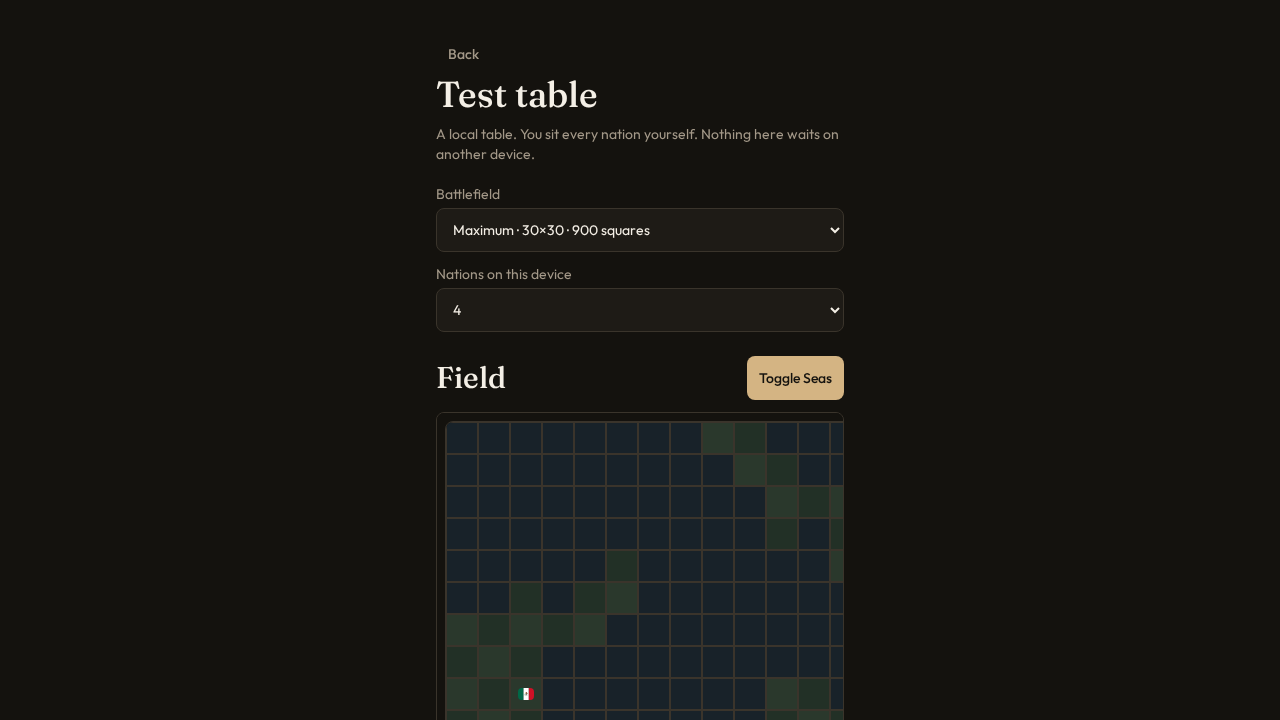 Back
Test table
A local table. You sit every nation yourself. Nothing here waits on
another device.
Battlefield
Maximum · 30×30 · 900 squares
Nations on this device
4
Field
Toggle Seas